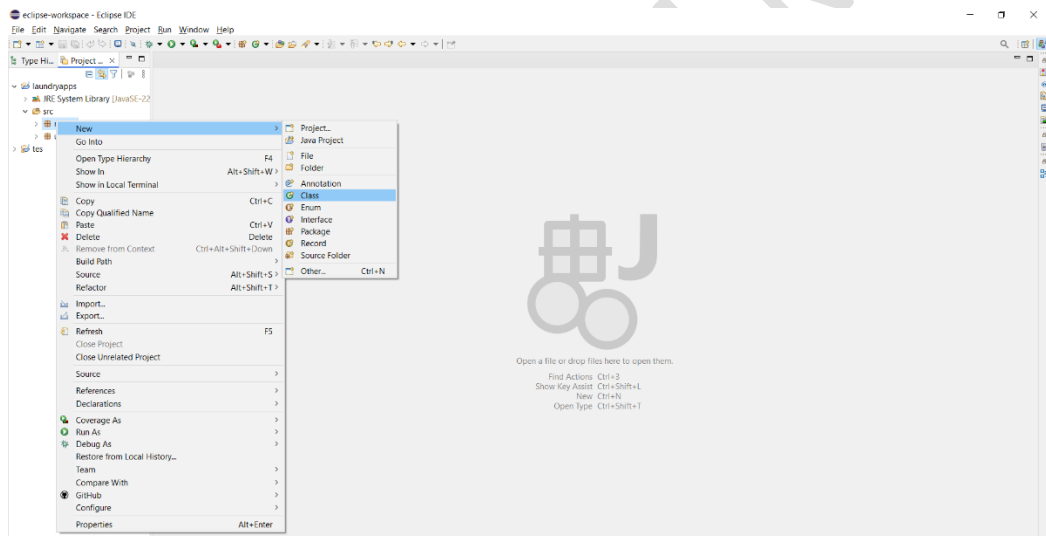 eclipse-workspace - Eclipse IDE
File Edit Navigate Search Project Run Window Help
Type Hi... Project ...
laundryapps
JRE System Library [JavaSE-22
src
tes
New
Go Into
Open Type Hierarchy F4
Show In Alt+Shift+W >
Show in Local Terminal
Copy Ctrl+C
Copy Qualified Name
Paste Ctrl+V
Delete Delete
Remove from Context Ctrl+Alt+Shift+Down
Build Path
Source Alt+Shift+S >
Refactor Alt+Shift+T >
Import...
Export...
Refresh F5
Close Project
Close Unrelated Project
Source
References
Declarations
Coverage As
Run As
Debug As
Restore from Local History...
Team
Compare With
GitHub
Configure
Properties Alt+Enter
Project...
Java Project
File
Folder
Annotation
Class
Enum
Interface
Package
Record
Source Folder
Other... Ctrl+N
Open a file or drop files here to open them.
Find Actions Ctrl+3
Show Key Assist Ctrl+Shift+L
New Ctrl+N
Open Type Ctrl+Shift+T